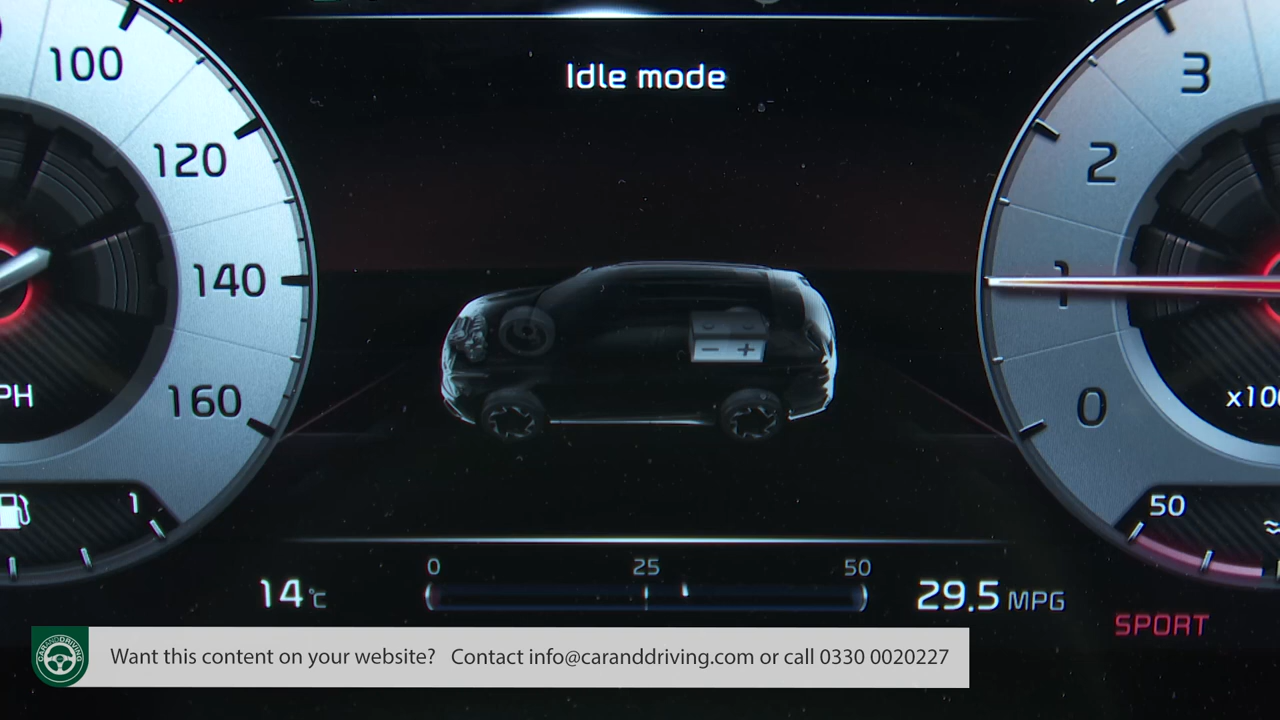 Idle mode
100
120
140
160
PH
1
3
2
1
0
x100
50
0 25 50
14°C
29.5 MPG
SPORT
CARANDDRIVING
Want this content on your website? Contact info@caranddriving.com or call 0330 0020227